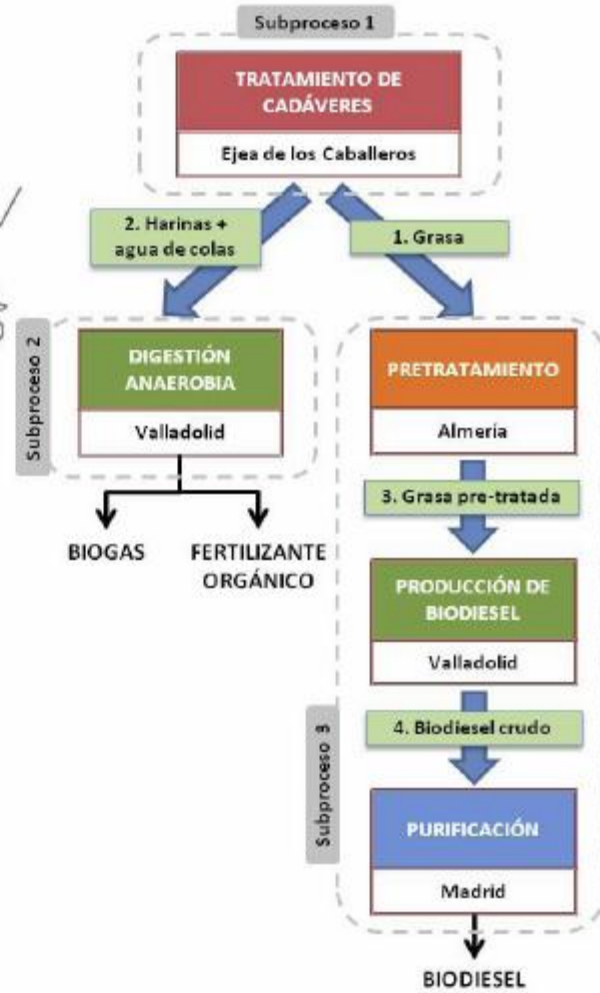 Subproceso 1
TRATAMIENTO DE
CADÁVERES
Ejea de los Caballeros
2. Harinas +
agua de colas
1. Grasa
Subproceso 2
DIGESTIÓN
ANAEROBIA
Valladolid
BIOGAS
FERTILIZANTE
ORGÁNICO
PRETRATAMIENTO
Almería
3. Grasa pre-tratada
PRODUCCIÓN DE
BIODIESEL
Valladolid
4. Biodiesel crudo
Subproceso 3
PURIFICACIÓN
Madrid
BIODIESEL